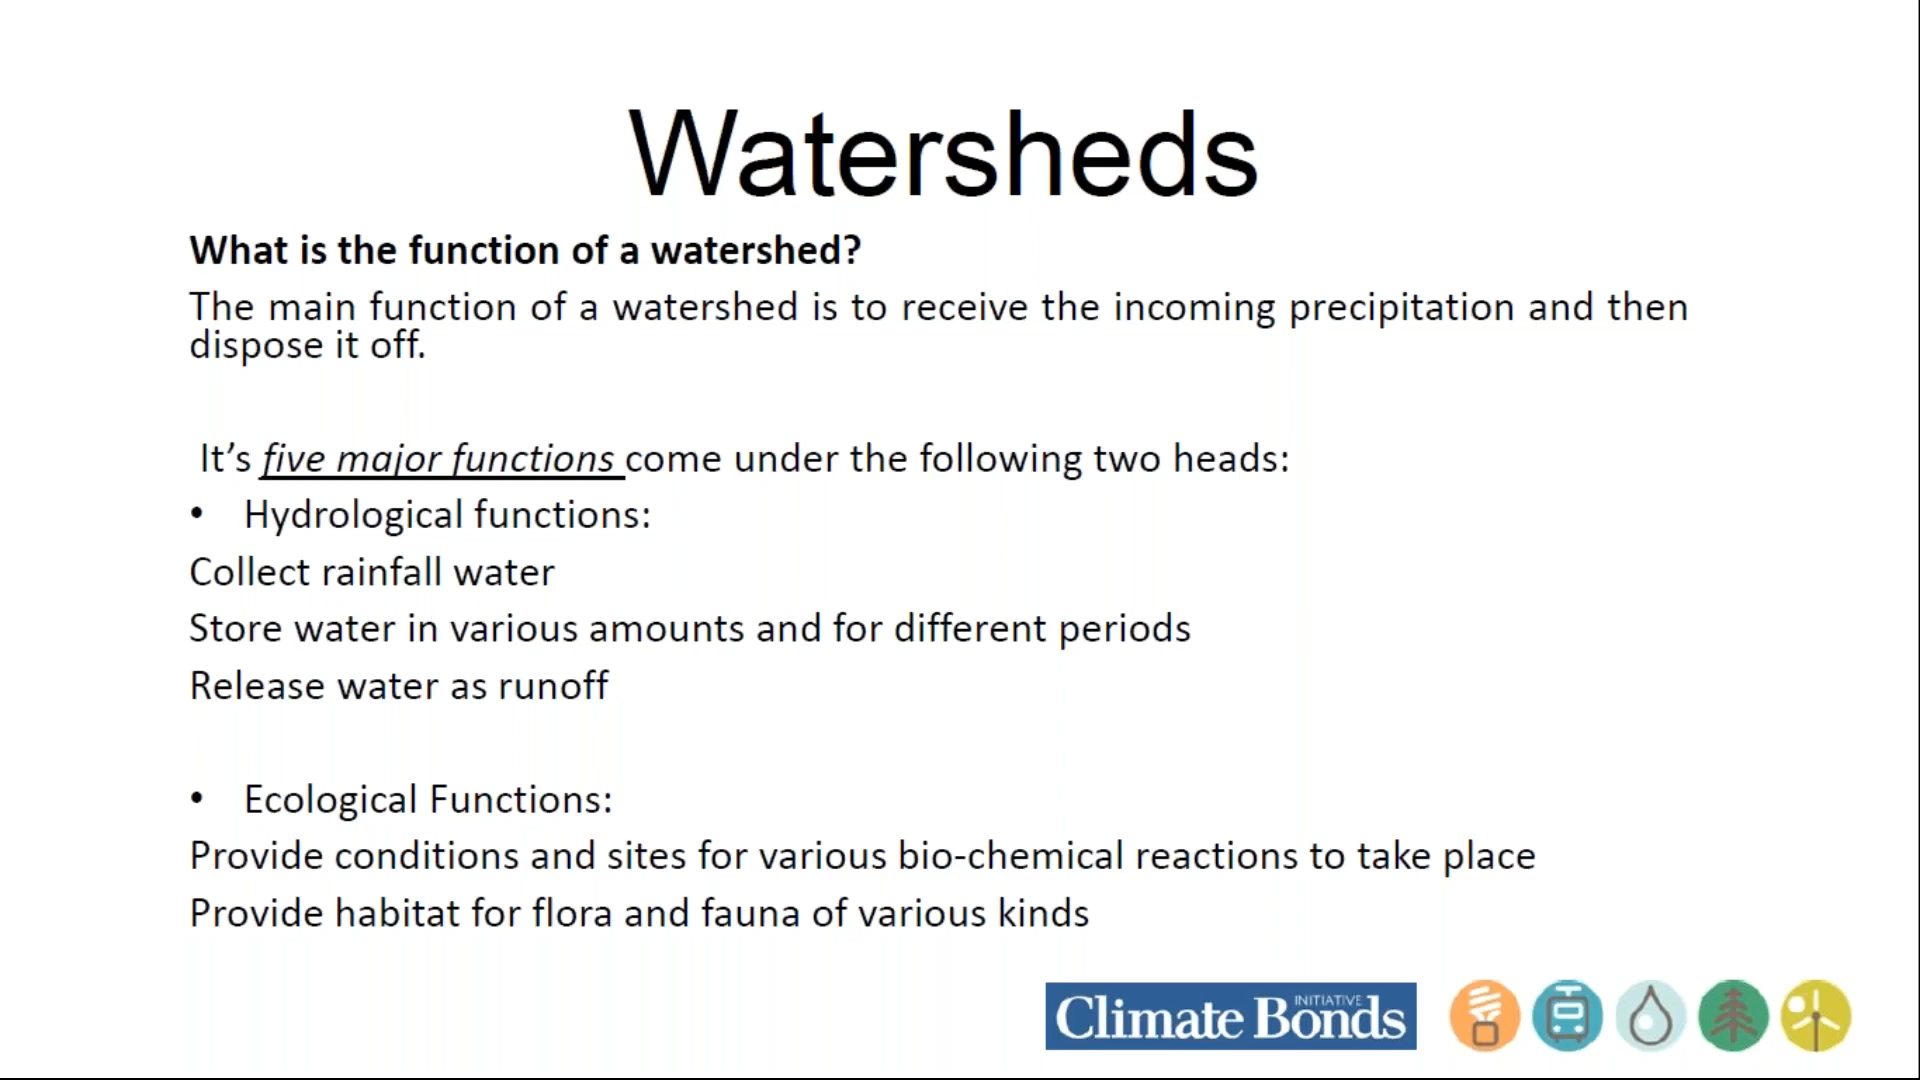 Watersheds
What is the function of a watershed?
The main function of a watershed is to receive the incoming precipitation and then
dispose it off.
It’s five major functions come under the following two heads:
• Hydrological functions:
Collect rainfall water
Store water in various amounts and for different periods
Release water as runoff
• Ecological Functions:
Provide conditions and sites for various bio-chemical reactions to take place
Provide habitat for flora and fauna of various kinds
Climate Bonds INITIATIVE